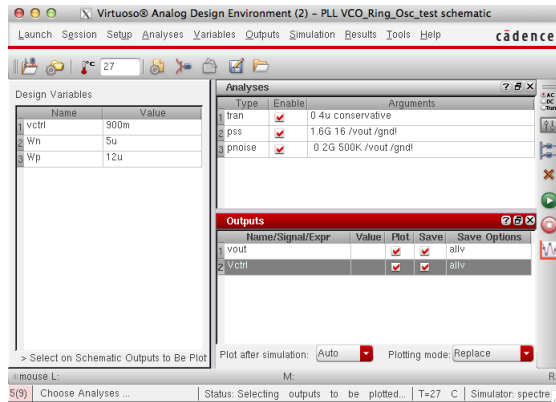 Virtuoso® Analog Design Environment (2) – PLL VCO_Ring_Osc_test schematic
Launch Session Setup Analyses Variables Outputs Simulation Results Tools Help cādence
°C 27
Design Variables
Name Value
1 vctrl 900m
2 Wn 5u
3 Wp 12u
> Select on Schematic Outputs to Be Plot
Analyses
Type Enable Arguments
1 tran 0 4u conservative
2 pss 1.6G 16 /vout /gnd!
3 pnoise 0 2G 500K /vout /gnd!
AC
DC
Tran
Outputs
Name/Signal/Expr Value Plot Save Save Options
1 vout allv
2 Vctrl allv
Plot after simulation: Auto Plotting mode: Replace
mouse L: M: R
5(9) Choose Analyses ... Status: Selecting outputs to be plotted... T=27 C Simulator: spectre